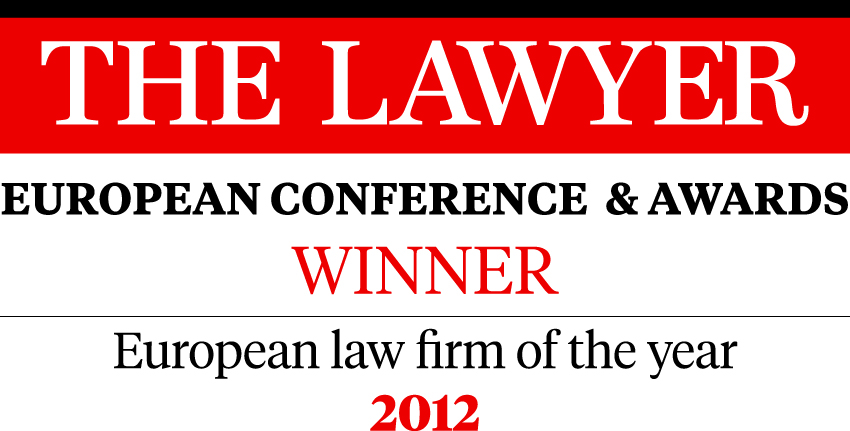 THE LAWYER
EUROPEAN CONFERENCE & AWARDS
WINNER
European law firm of the year
2012